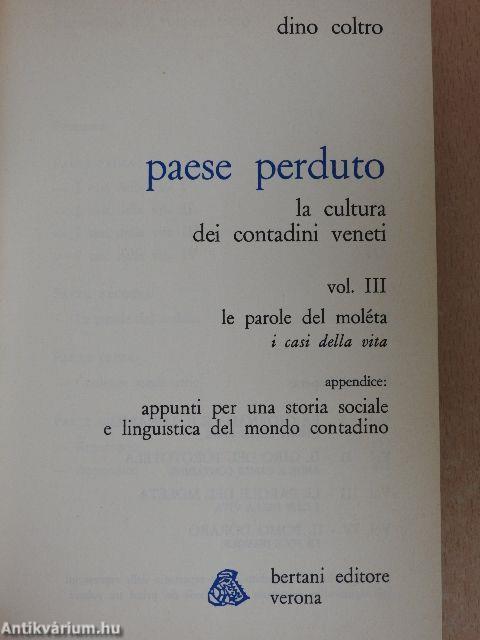 dino coltro
paese perduto
la cultura
dei contadini veneti
vol. III
le parole del moléta
i casi della vita
appendice:
appunti per una storia sociale
e linguistica del mondo contadino
bertani editore
verona
Antikvárium.hu